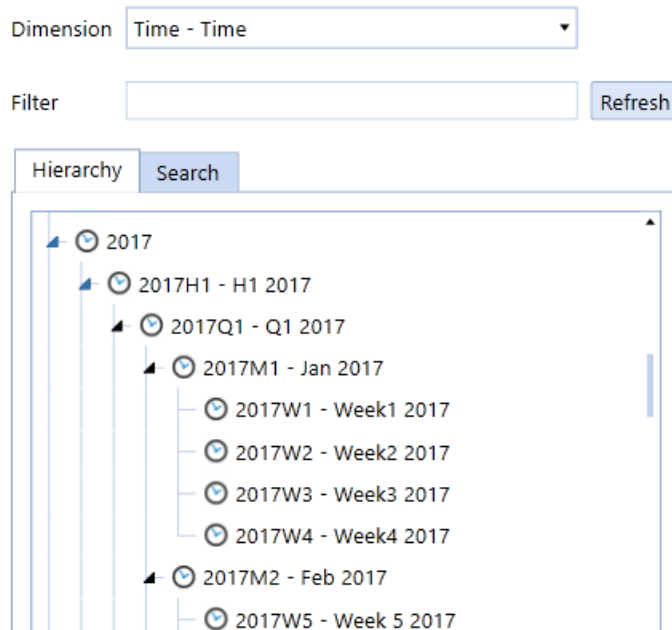 Dimension Time - Time
Filter Refresh
Hierarchy Search
2017
2017H1 - H1 2017
2017Q1 - Q1 2017
2017M1 - Jan 2017
2017W1 - Week1 2017
2017W2 - Week2 2017
2017W3 - Week3 2017
2017W4 - Week4 2017
2017M2 - Feb 2017
2017W5 - Week 5 2017